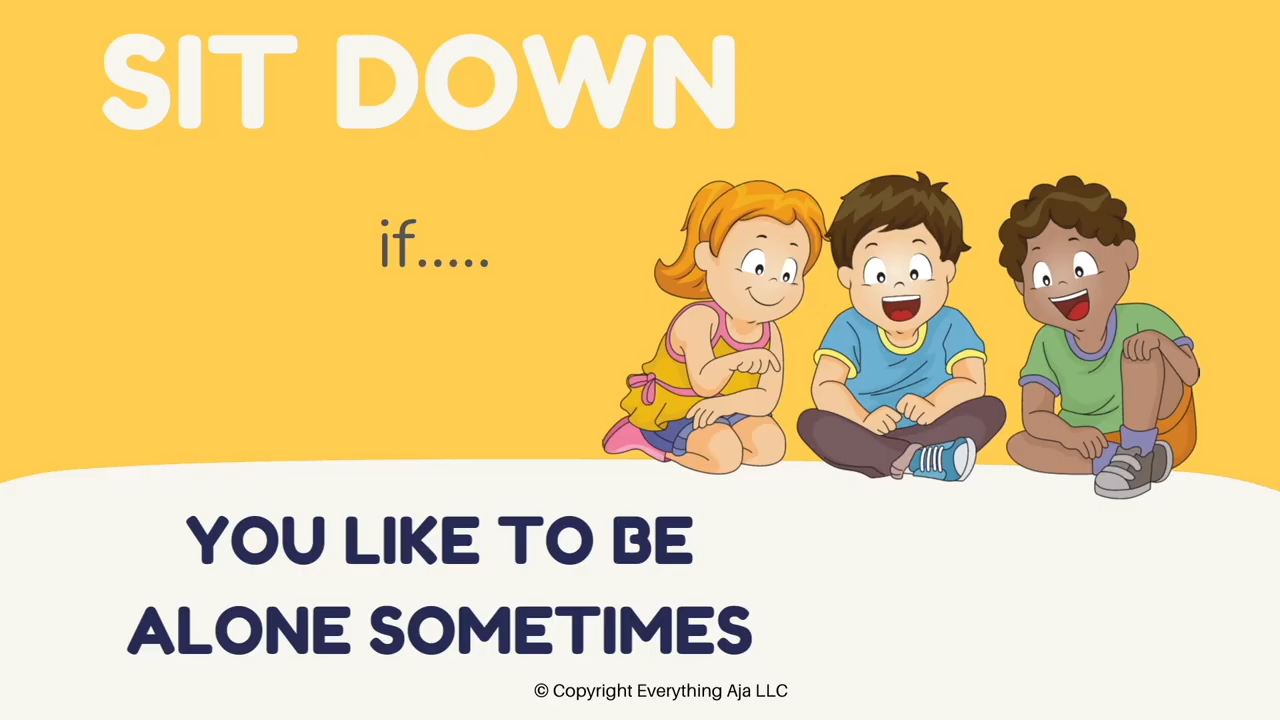 SIT DOWN
if.....
YOU LIKE TO BE
ALONE SOMETIMES
© Copyright Everything Aja LLC